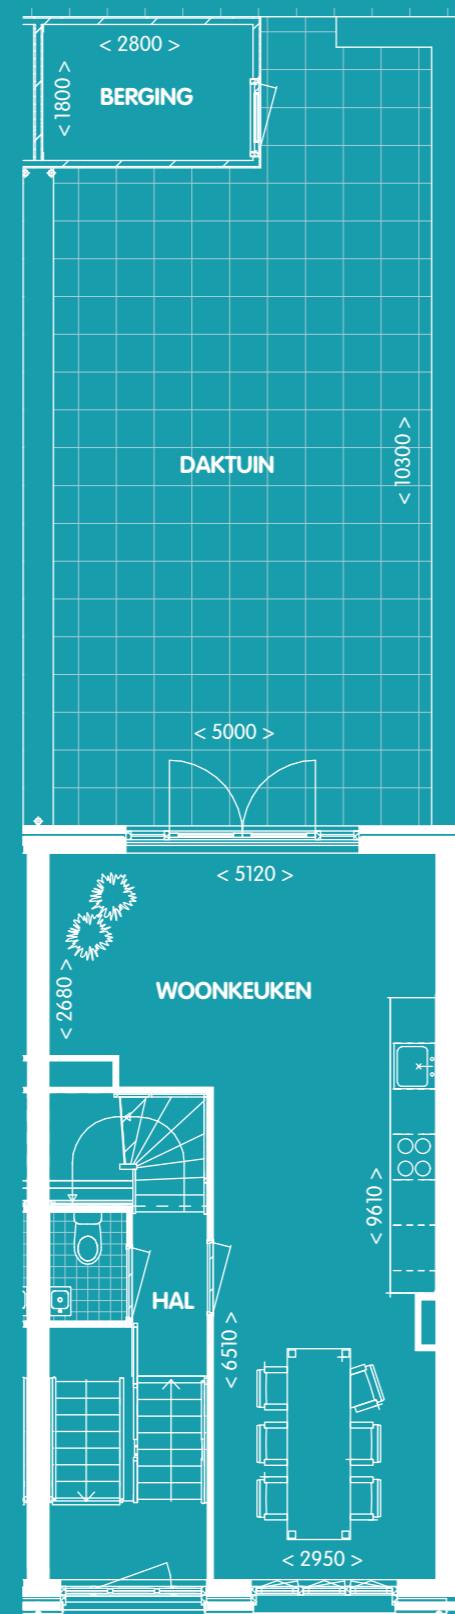 < 2800 >
BERGING
< 1800 >
DAKTUIN
< 10300 >
< 5000 >
< 5120 >
WOONKEUKEN
< 2680 >
< 9610 >
HAL
< 6510 >
< 2950 >